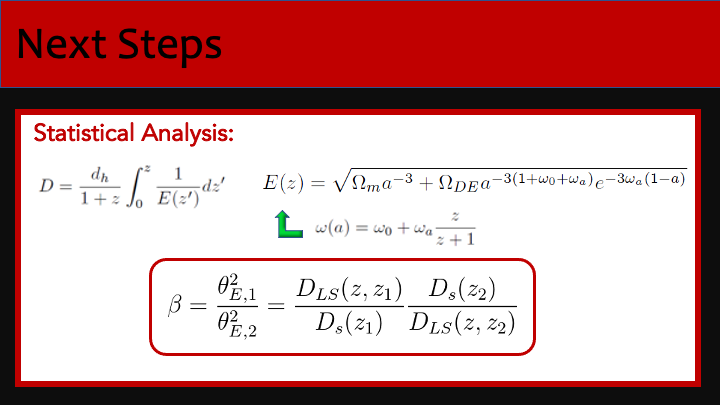 Next Steps
Statistical Analysis:
D = \frac{d_h}{1+z} \int_0^z \frac{1}{E(z')} dz'
E(z) = \sqrt{\Omega_m a^{-3} + \Omega_{DE} a^{-3(1+\omega_0+\omega_a)} e^{-3\omega_a(1-a)}}
\omega(a) = \omega_0 + \omega_a \frac{z}{z+1}
\beta = \frac{\theta_{E,1}^2}{\theta_{E,2}^2} = \frac{D_{LS}(z, z_1)}{D_s(z_1)} \frac{D_s(z_2)}{D_{LS}(z, z_2)}